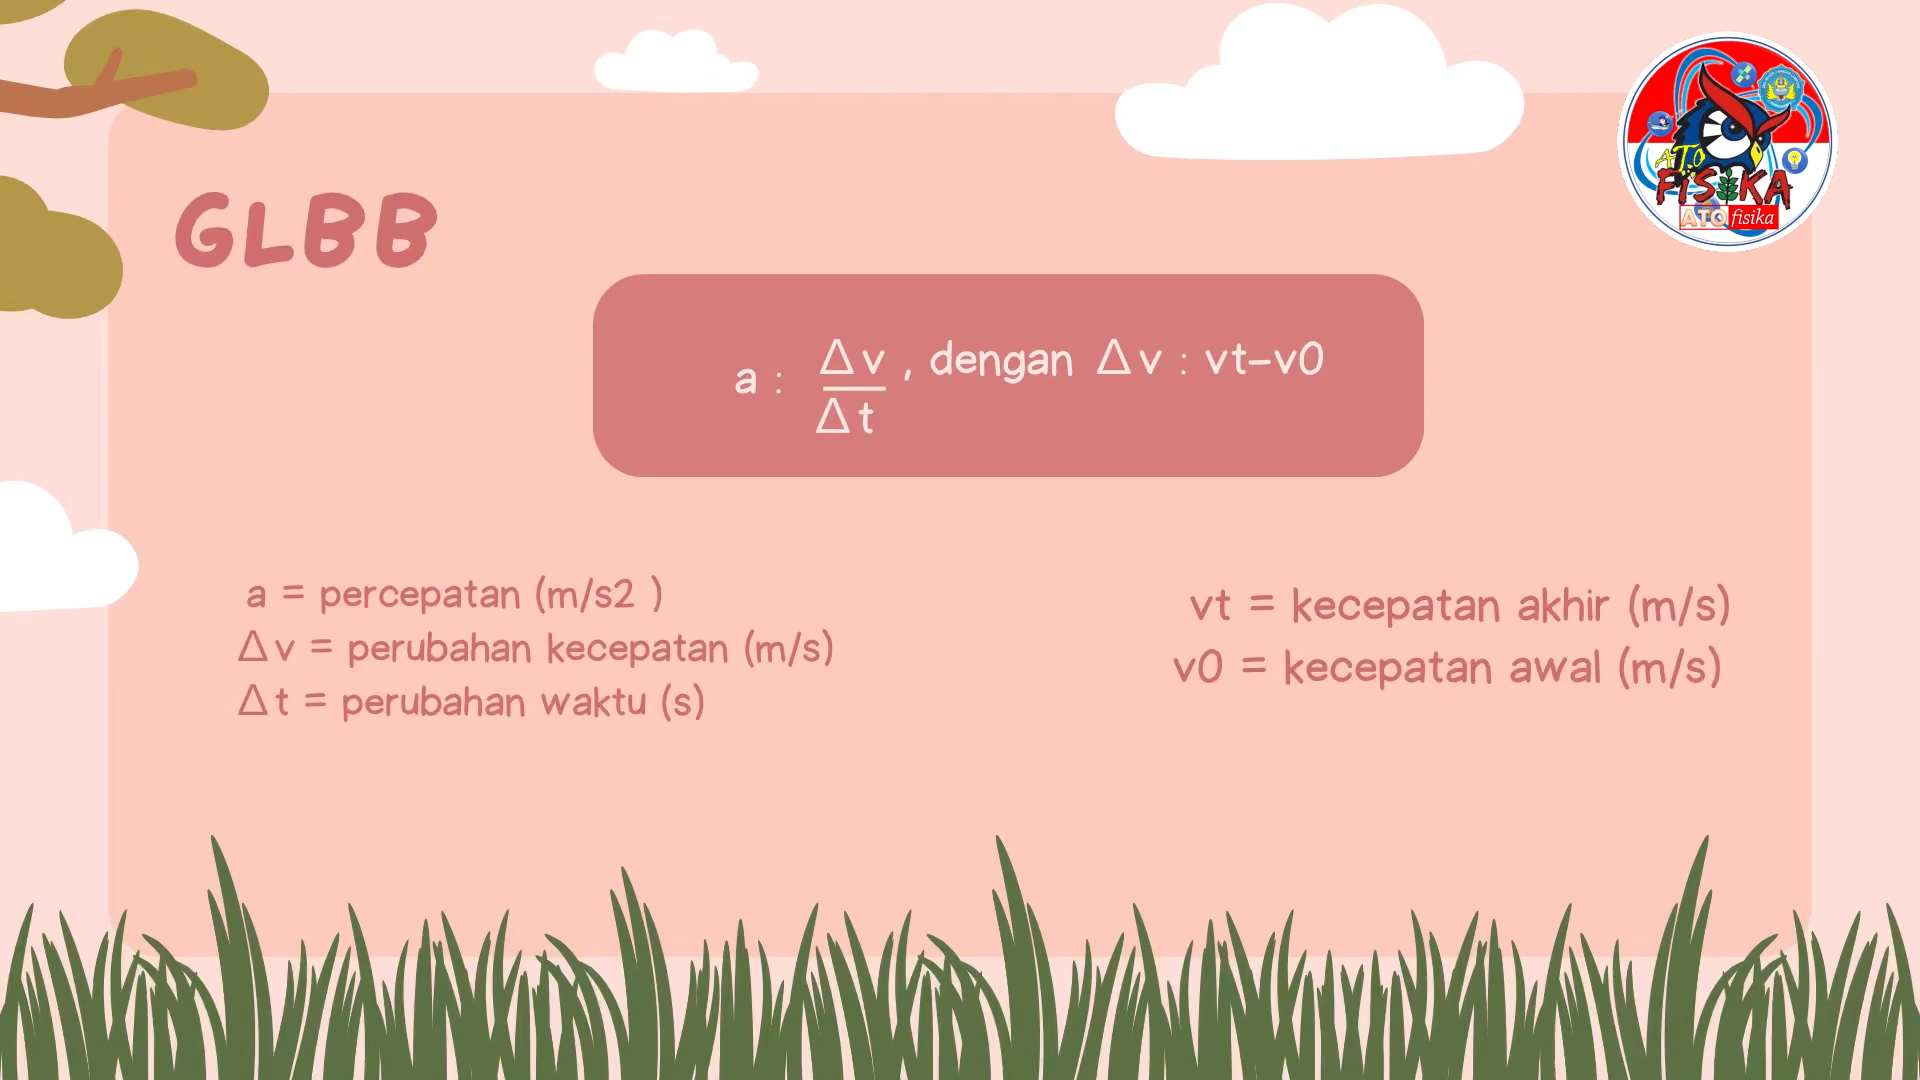 ATO
FISIKA
ATO fisika
GLBB
a : Δv/Δt , dengan Δv : vt-v0
a = percepatan (m/s2 )
Δv = perubahan kecepatan (m/s)
Δt = perubahan waktu (s)
vt = kecepatan akhir (m/s)
v0 = kecepatan awal (m/s)